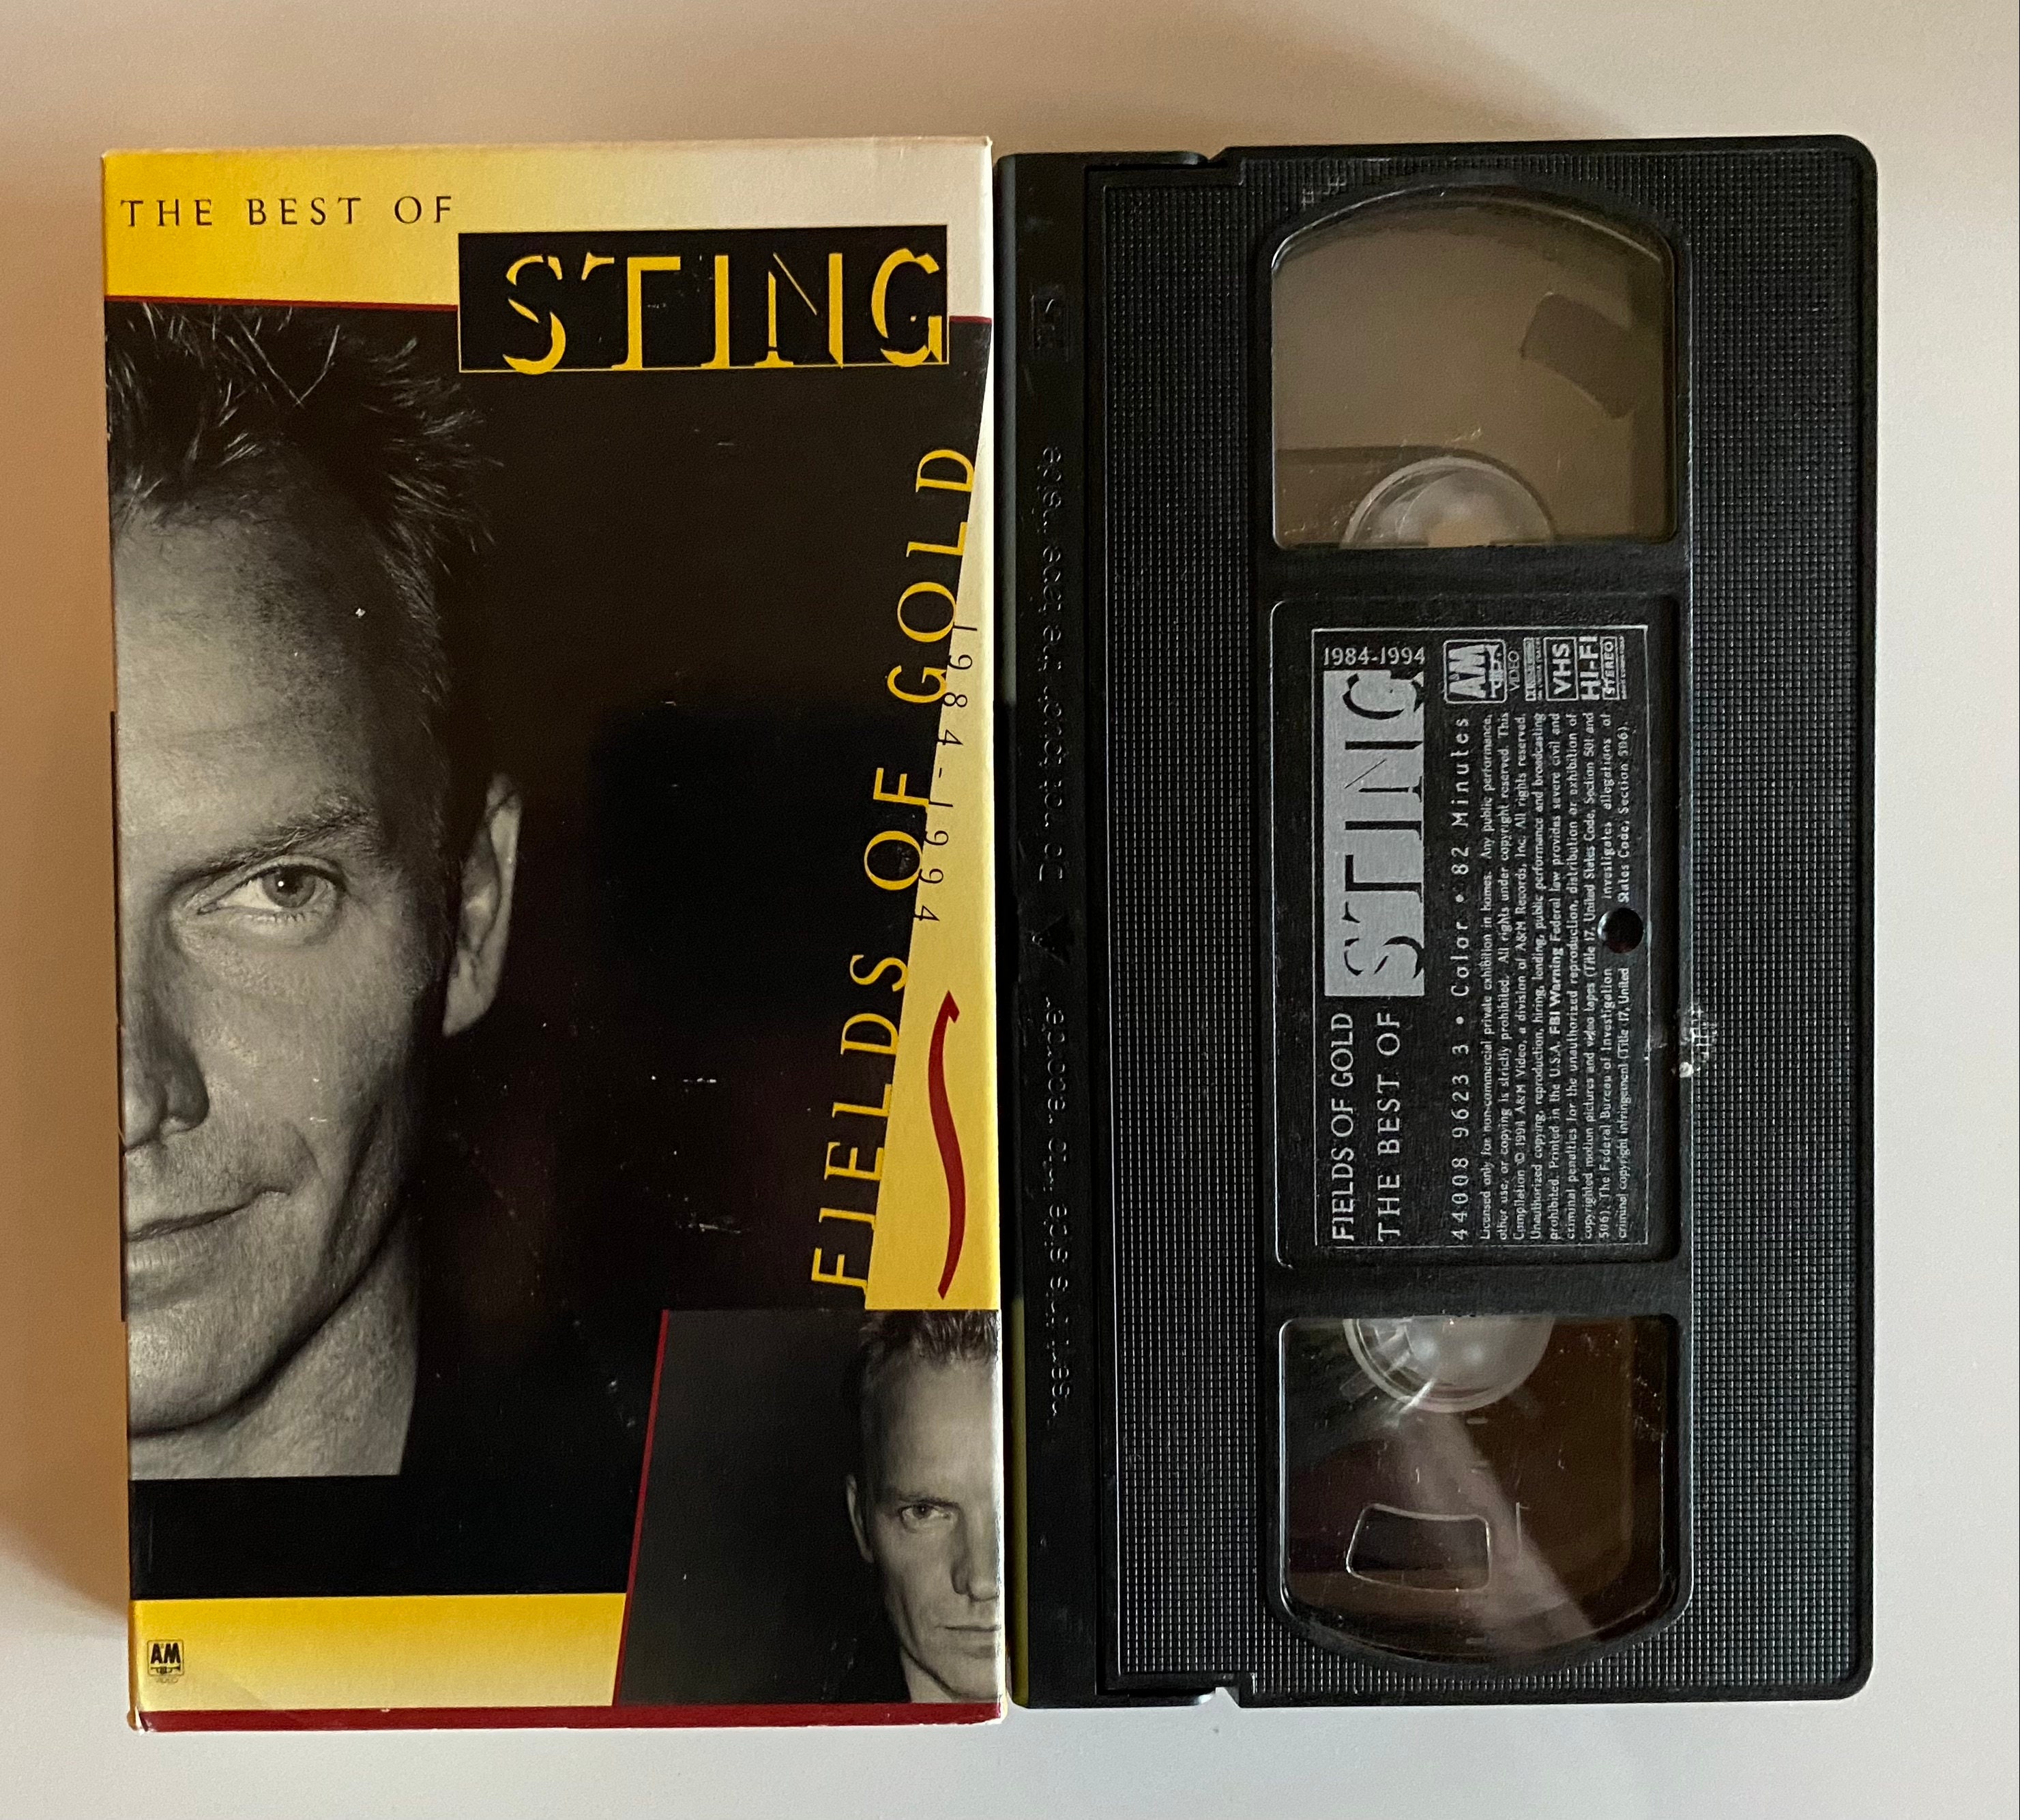 THE BEST OF
STING
FIELDS OF GOLD
1984-1994
A&M
VIDEO
Insert this side into recorder ▲ Do not touch the tape inside
VHS
FIELDS OF GOLD
THE BEST OF STING 1984-1994
44008 9623 3 • Color • 82 Minutes
Licensed only for non-commercial private exhibition in homes. Any public performance,
other use, or copying is strictly prohibited. All rights under copyright reserved. This
Compilation © 1994 A&M Video, a division of A&M Records, Inc. All rights reserved.
Unauthorized copying, reproduction, hiring, lending, public performance and broadcasting
prohibited. Printed in the U.S.A. FBI Warning Federal law provides severe civil and
criminal penalties for the unauthorized reproduction, distribution or exhibition of
copyrighted motion pictures and video tapes (Title 17, United States Code, Section 501 and
506). The Federal Bureau of Investigation investigates allegations of
criminal copyright infringement (Title 17, United States Code, Section 506).
A&M
VIDEO
VHS
HI-FI
STEREO